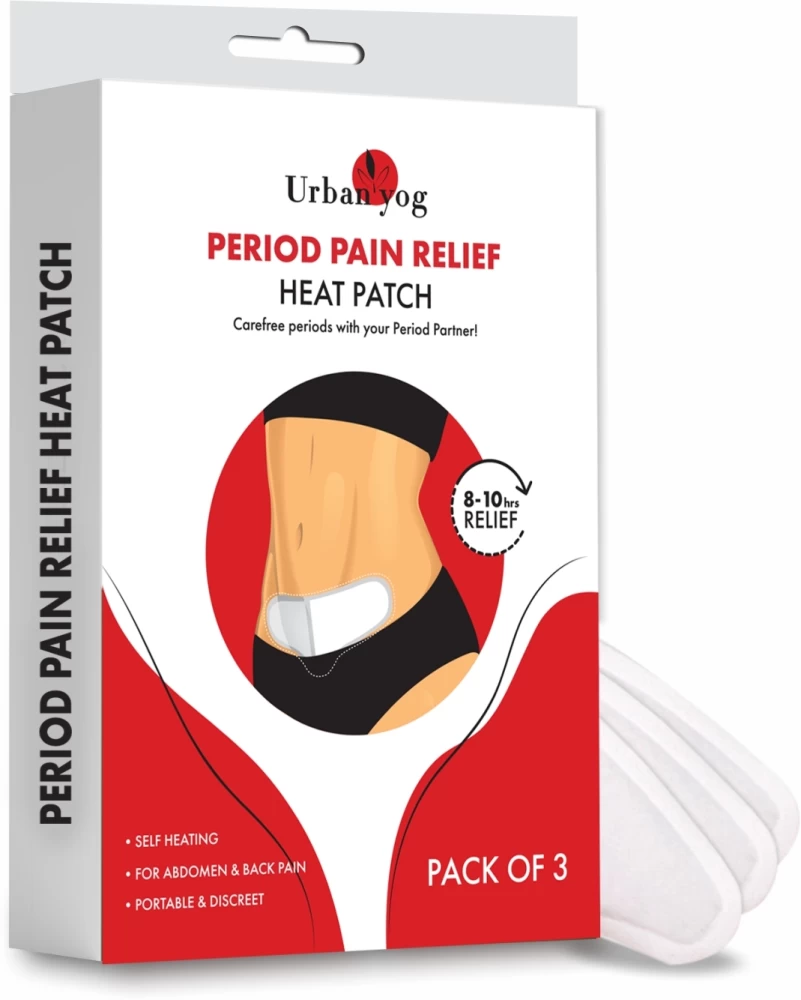 Urban yog
PERIOD PAIN RELIEF
HEAT PATCH
Carefree periods with your Period Partner!
8-10hrs
RELIEF
• SELF HEATING
• FOR ABDOMEN & BACK PAIN
• PORTABLE & DISCREET
PACK OF 3
PERIOD PAIN RELIEF HEAT PATCH